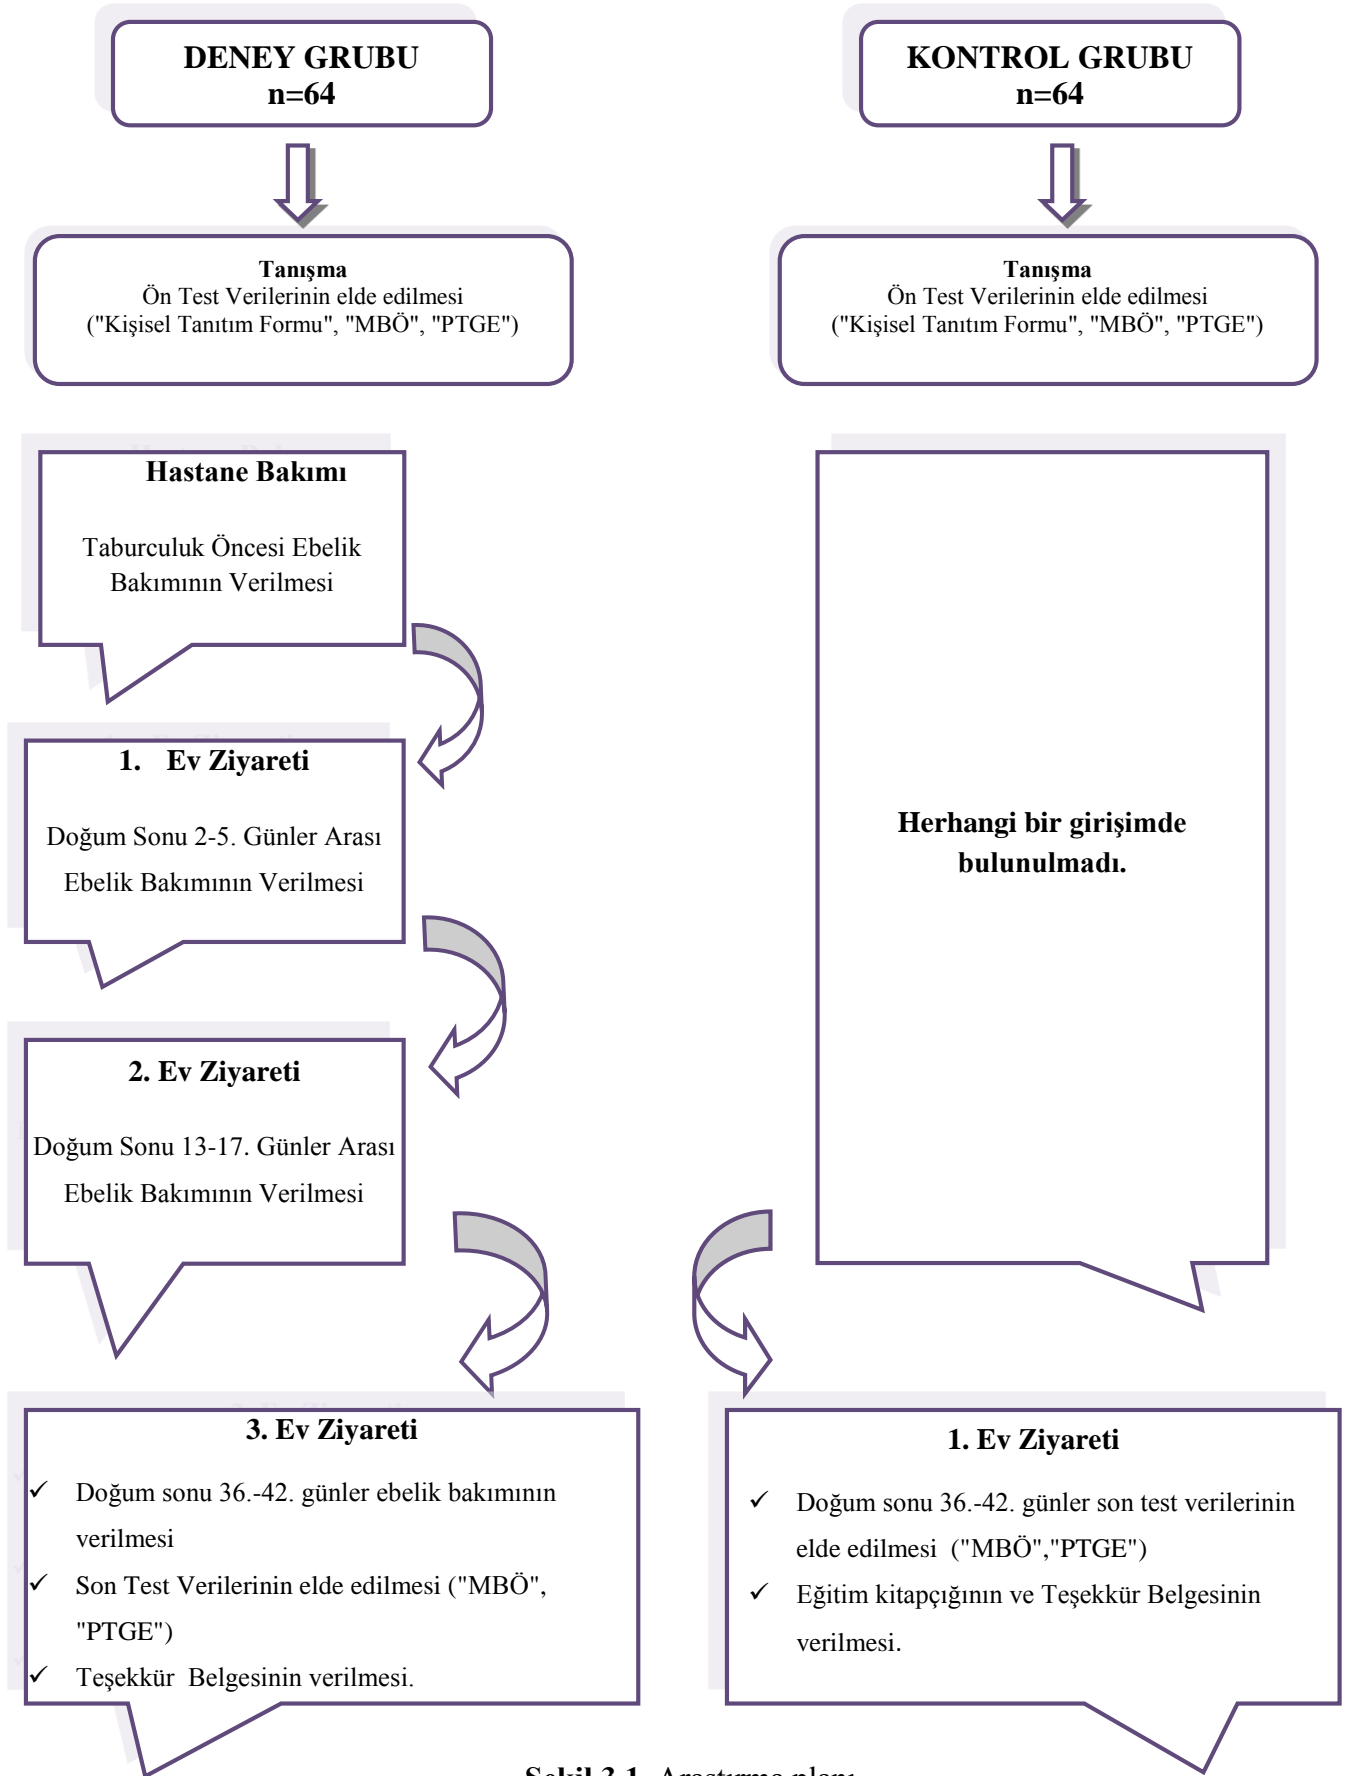 DENEY GRUBU
n=64
KONTROL GRUBU
n=64
Tanışma
Ön Test Verilerinin elde edilmesi
("Kişisel Tanıtım Formu", "MBÖ", "PTGE")
Tanışma
Ön Test Verilerinin elde edilmesi
("Kişisel Tanıtım Formu", "MBÖ", "PTGE")
Hastane Bakımı
Taburculuk Öncesi Ebelik
Bakımının Verilmesi
1. Ev Ziyareti
Doğum Sonu 2-5. Günler Arası
Ebelik Bakımının Verilmesi
2. Ev Ziyareti
Doğum Sonu 13-17. Günler Arası
Ebelik Bakımının Verilmesi
Herhangi bir girişimde
bulunulmadı.
3. Ev Ziyareti
✓ Doğum sonu 36.-42. günler ebelik bakımının
verilmesi
✓ Son Test Verilerinin elde edilmesi ("MBÖ",
"PTGE")
✓ Teşekkür Belgesinin verilmesi.
1. Ev Ziyareti
✓ Doğum sonu 36.-42. günler son test verilerinin
elde edilmesi ("MBÖ","PTGE")
✓ Eğitim kitapçığının ve Teşekkür Belgesinin
verilmesi.
Şekil 3.1. Araştırma planı